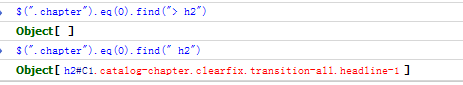 $(".chapter").eq(0).find("> h2")
Object[ ]
$(".chapter").eq(0).find(" h2")
Object[ h2#C1.catalog-chapter.clearfix.transition-all.headline-1 ]